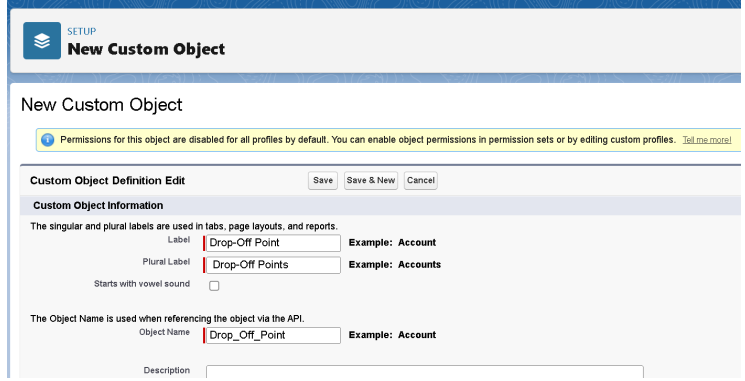 SETUP
New Custom Object
New Custom Object
Permissions for this object are disabled for all profiles by default. You can enable object permissions in permission sets or by editing custom profiles. Tell me more!
Custom Object Definition Edit Save Save & New Cancel
Custom Object Information
The singular and plural labels are used in tabs, page layouts, and reports.
Label Drop-Off Point Example: Account
Plural Label Drop-Off Points Example: Accounts
Starts with vowel sound
The Object Name is used when referencing the object via the API.
Object Name Drop_Off_Point Example: Account
Description